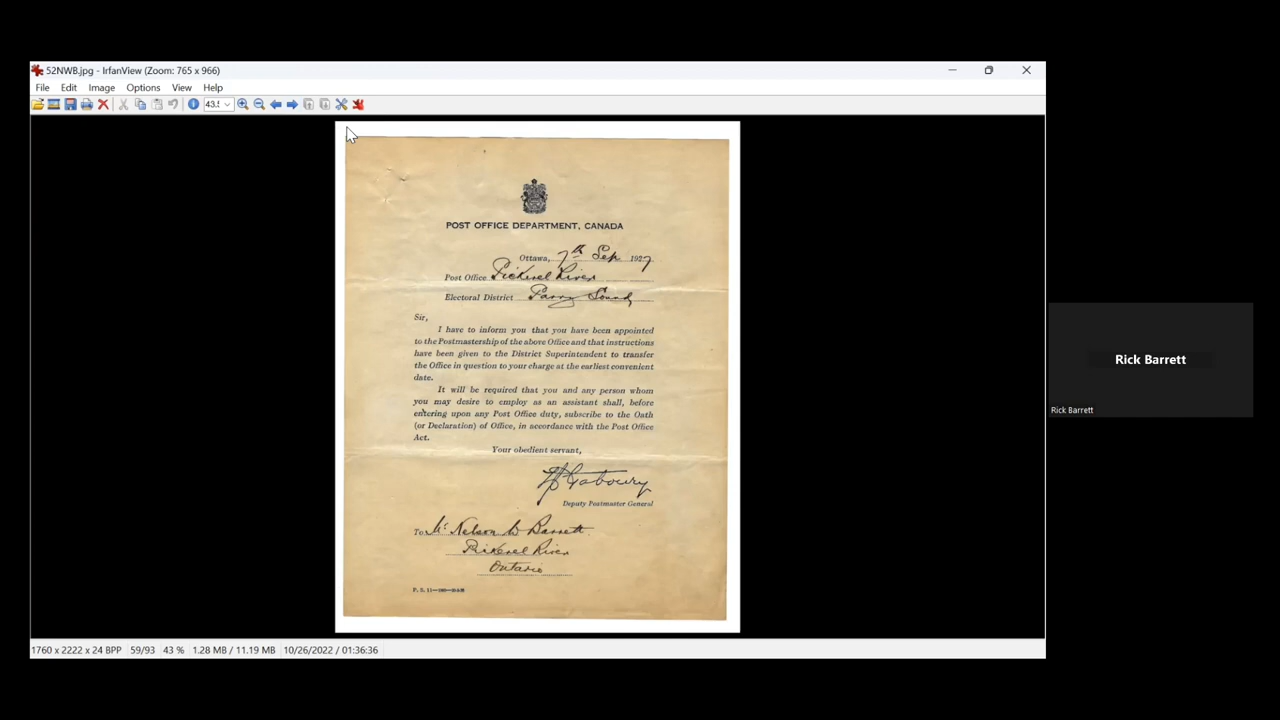 52NWB.jpg - IrfanView (Zoom: 765 x 966)
File Edit Image Options View Help
43.5
POST OFFICE DEPARTMENT, CANADA
Ottawa, 7th Sep 1927.
Post Office Pickerel River
Electoral District Parry Sound
Sir,
I have to inform you that you have been appointed
to the Postmastership of the above Office and that instructions
have been given to the District Superintendent to transfer
the Office in question to your charge at the earliest convenient
date.
It will be required that you and any person whom
you may desire to employ as an assistant shall, before
entering upon any Post Office duty, subscribe to the Oath
(or Declaration) of Office, in accordance with the Post Office
Act.
Your obedient servant,
Gaboury
Deputy Postmaster General
To Mr Nelson W Barrett.
Pickerel River
Ontario
Rick Barrett
Rick Barrett
1760 x 2222 x 24 BPP 59/93 43 % 1.28 MB / 11.19 MB 10/26/2022 / 01:36:36